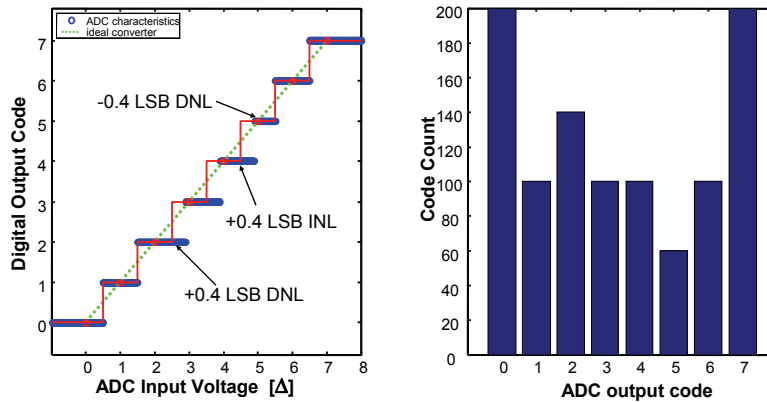 ADC characteristics
ideal converter
7
6
5
4
3
2
1
0
Digital Output Code
-0.4 LSB DNL
+0.4 LSB INL
+0.4 LSB DNL
0 1 2 3 4 5 6 7 8
ADC Input Voltage [Δ]
200
180
160
140
120
100
80
60
40
20
0
Code Count
0 1 2 3 4 5 6 7
ADC output code